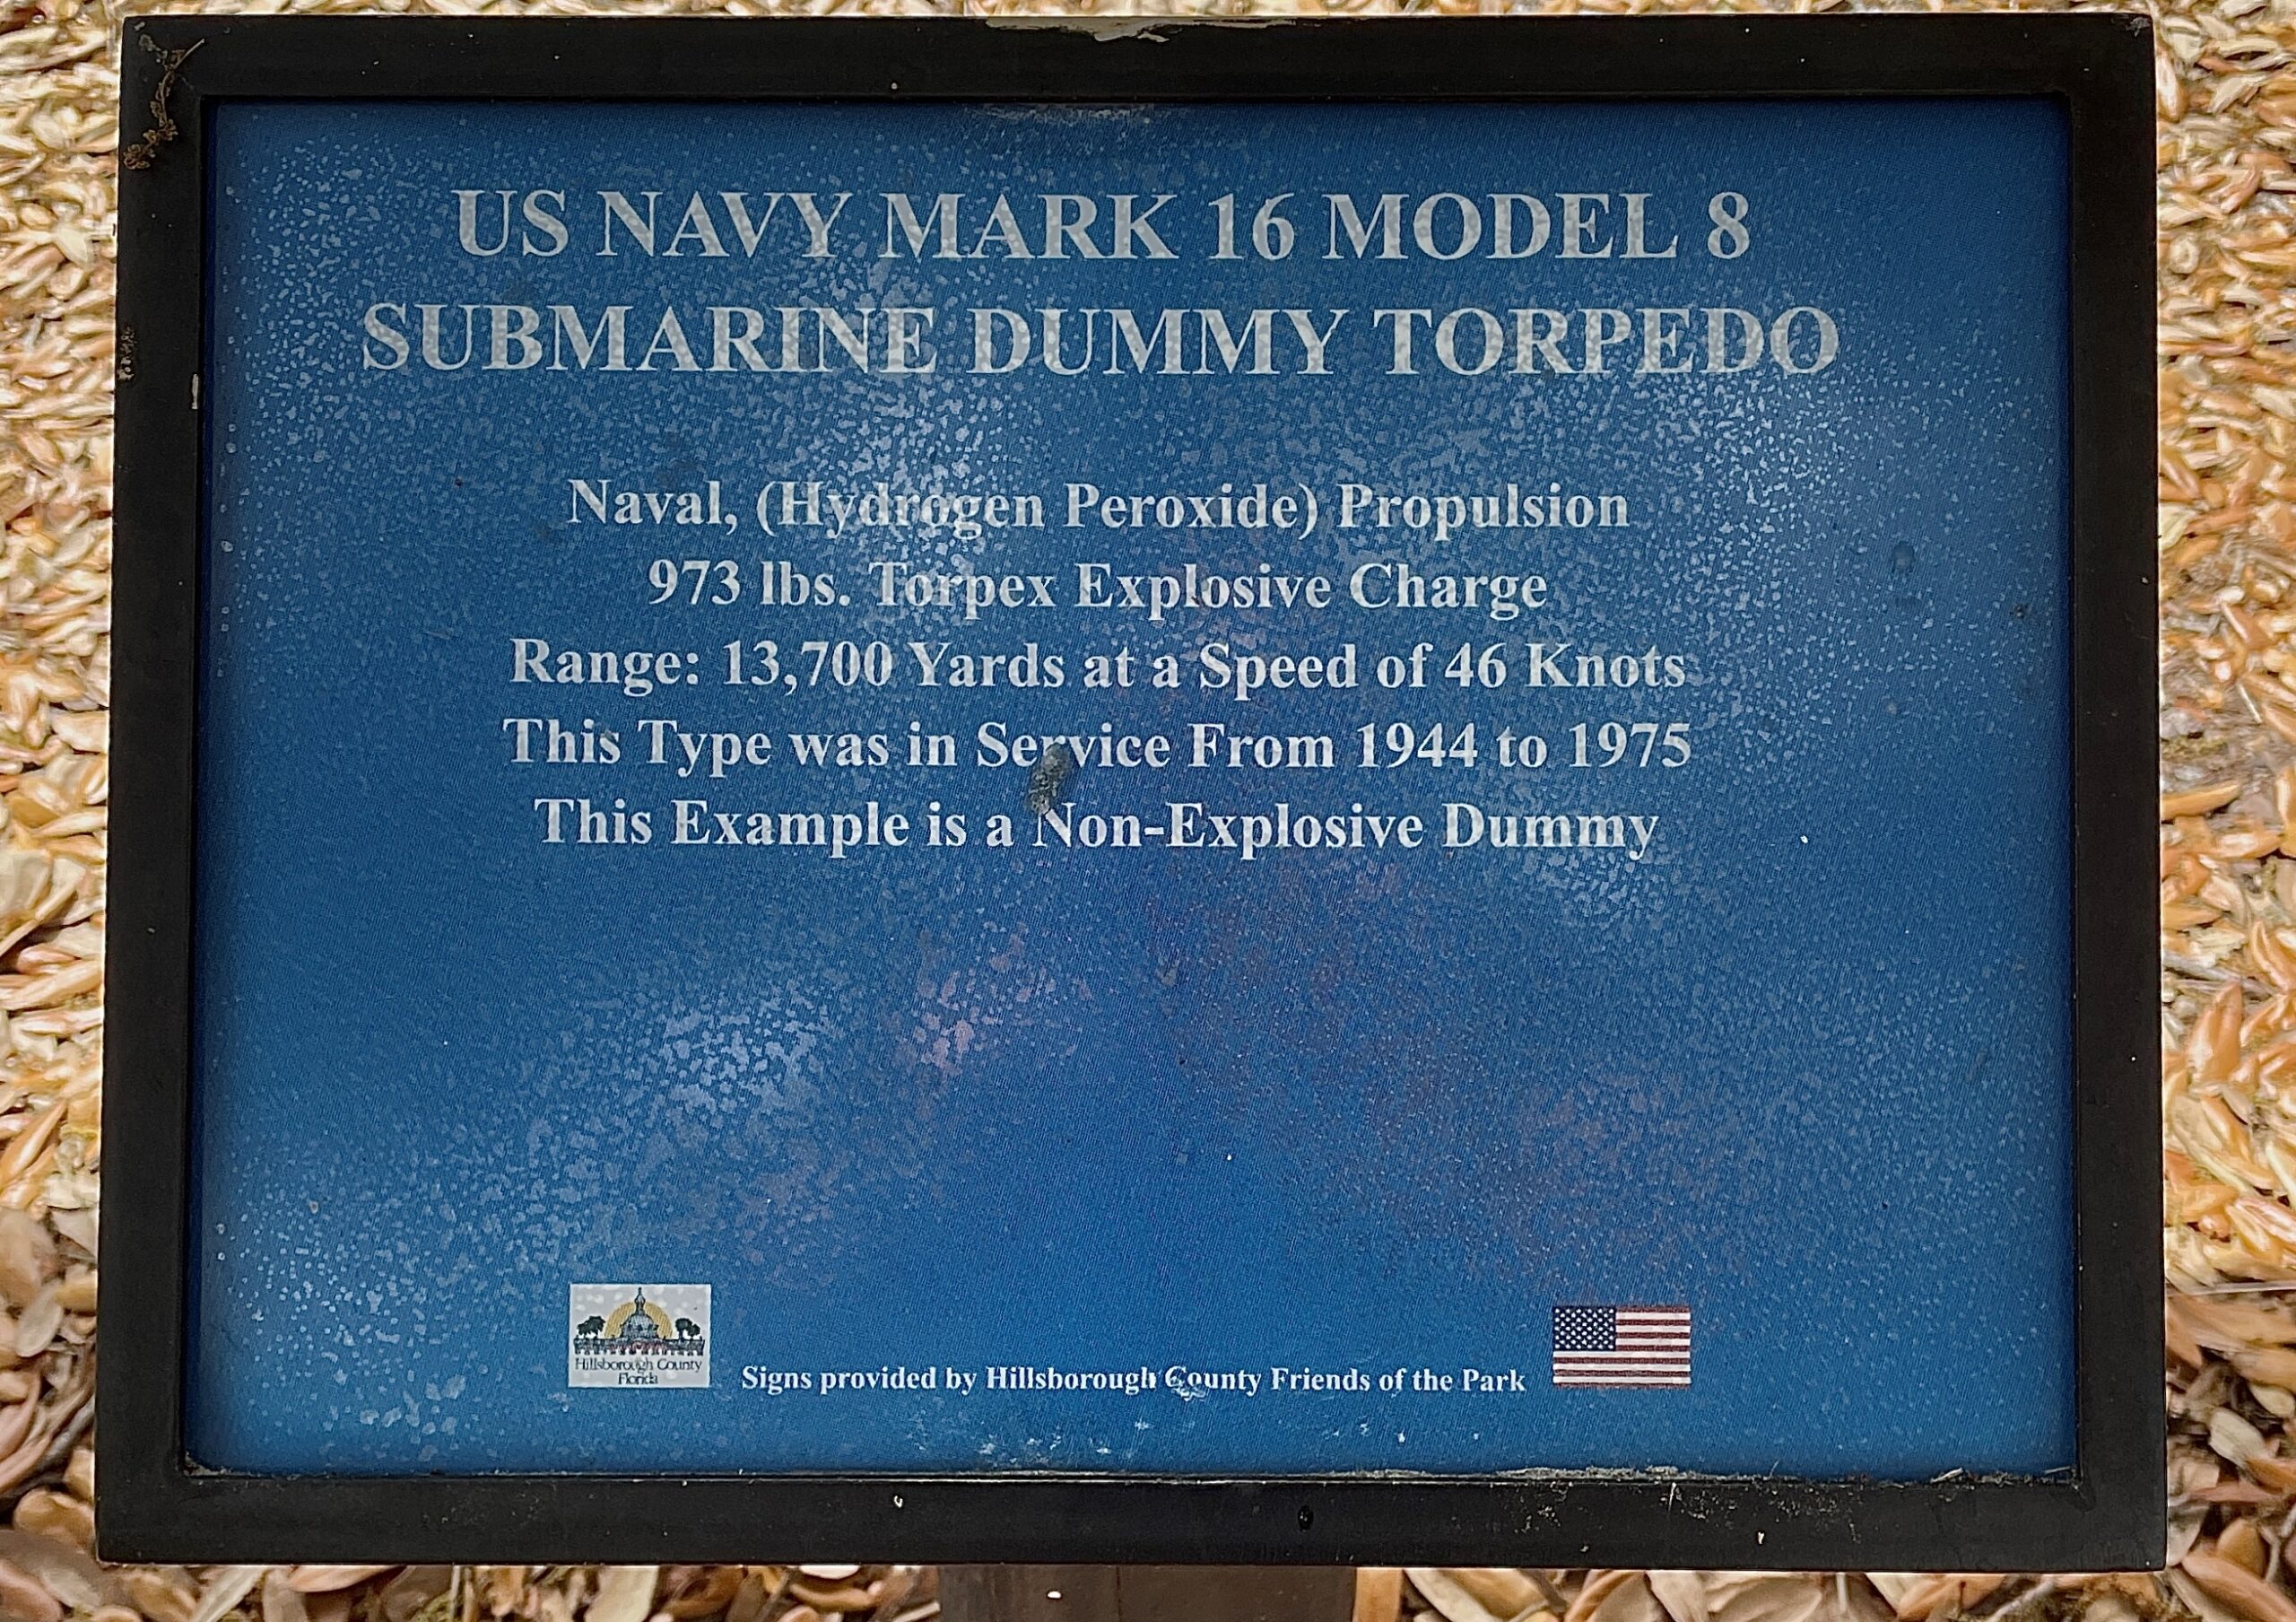 US NAVY MARK 16 MODEL 8
SUBMARINE DUMMY TORPEDO
Naval, (Hydrogen Peroxide) Propulsion
973 lbs. Torpex Explosive Charge
Range: 13,700 Yards at a Speed of 46 Knots
This Type was in Service From 1944 to 1975
This Example is a Non-Explosive Dummy
Hillsborough County
Florida
Signs provided by Hillsborough County Friends of the Park